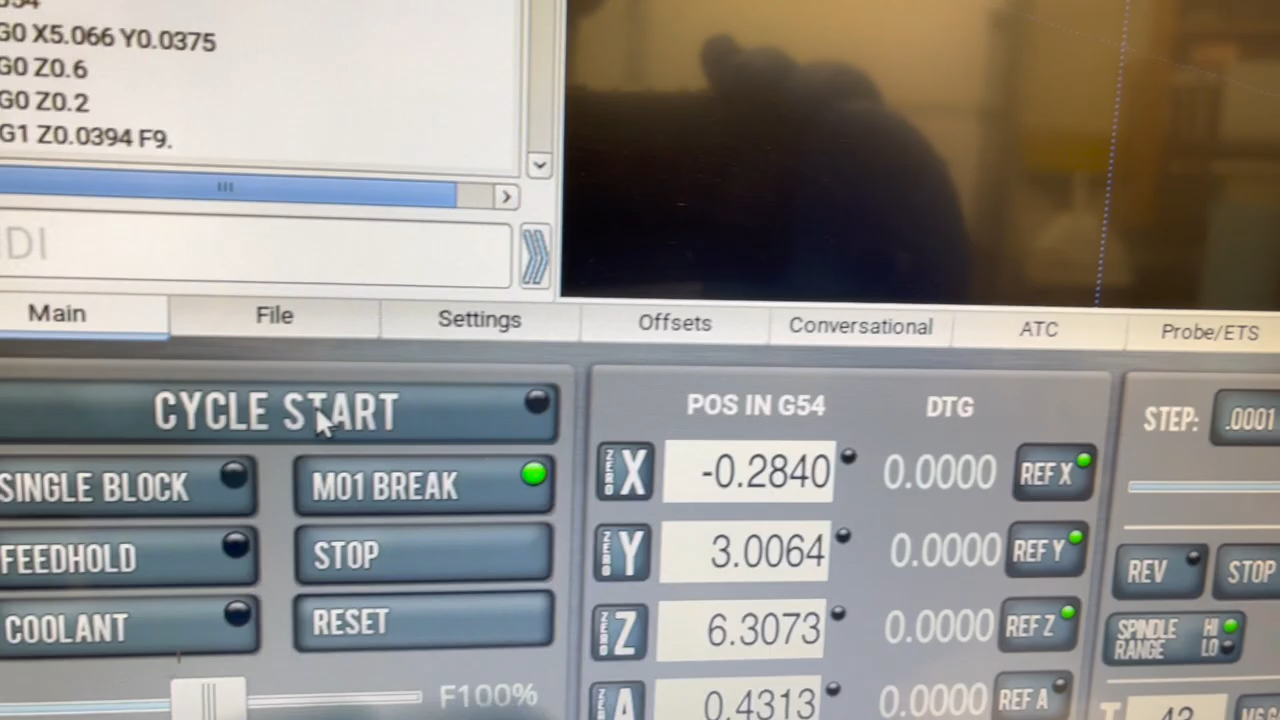 G0 X5.066 Y0.0375
G0 Z0.6
G0 Z0.2
G1 Z0.0394 F9.
Main File Settings Offsets Conversational ATC Probe/ETS
CYCLE START
SINGLE BLOCK M01 BREAK
FEEDHOLD STOP
COOLANT RESET
F100%
POS IN G54 DTG
ZERO X -0.2840 0.0000 REF X
ZERO Y 3.0064 0.0000 REF Y
ZERO Z 6.3073 0.0000 REF Z
A 0.4313 0.0000 REF A
STEP: .0001
REV STOP
SPINDLE RANGE HI LO
T